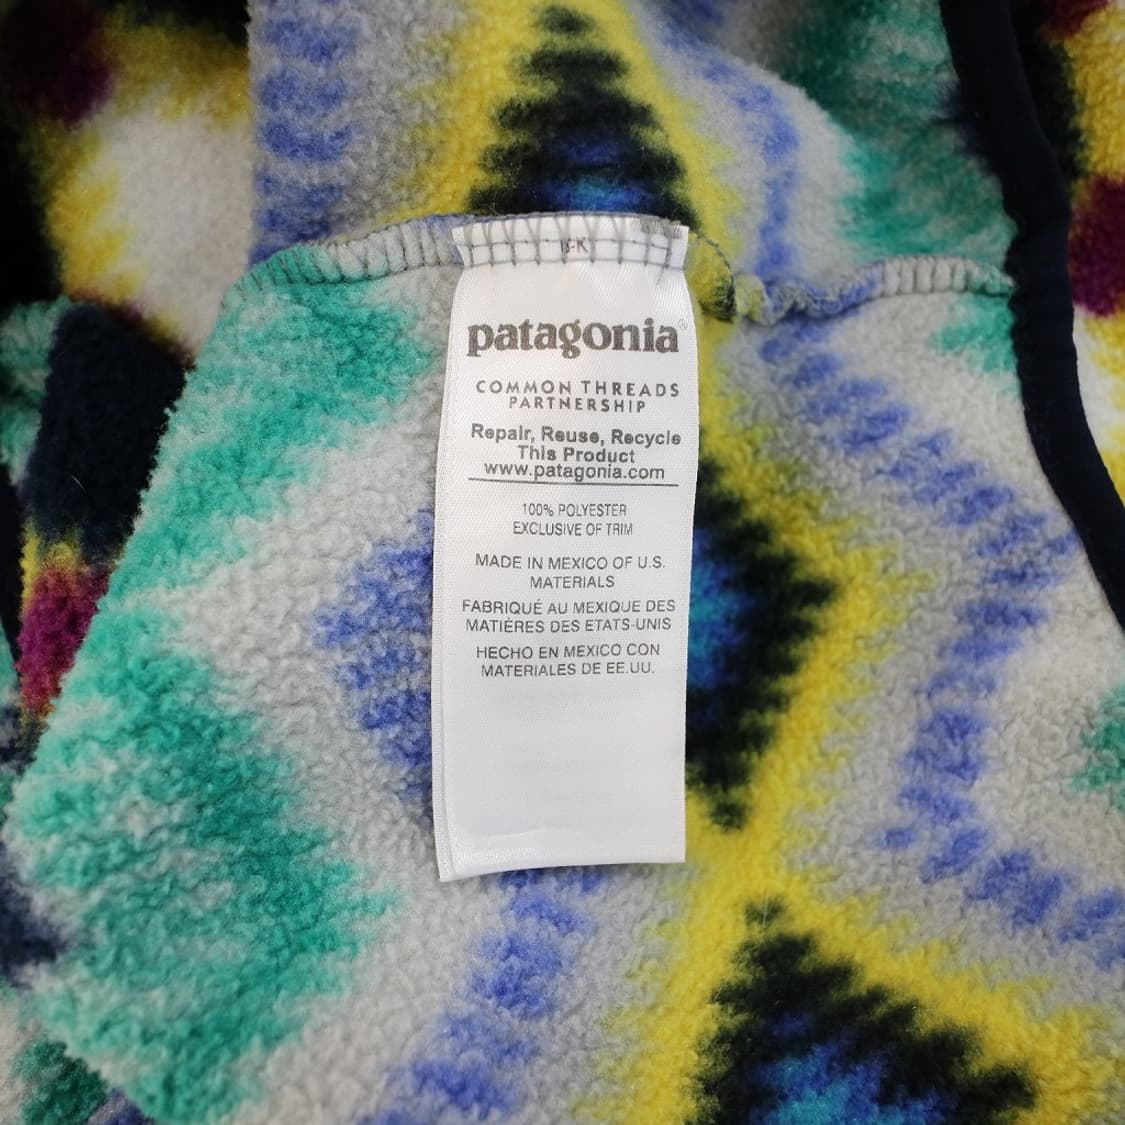 patagonia®
COMMON THREADS
PARTNERSHIP
Repair, Reuse, Recycle
This Product
www.patagonia.com
100% POLYESTER
EXCLUSIVE OF TRIM
MADE IN MEXICO OF U.S.
MATERIALS
FABRIQUÉ AU MEXIQUE DES
MATIÈRES DES ETATS-UNIS
HECHO EN MEXICO CON
MATERIALES DE EE.UU.